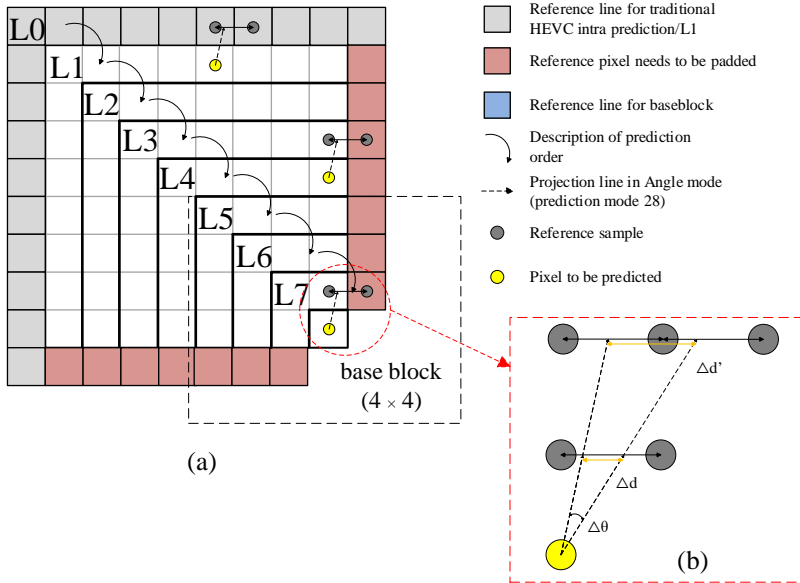 L0
L1
L2
L3
L4
L5
L6
L7
base block
(4 × 4)
(a)
Reference line for traditional
HEVC intra prediction/L1
Reference pixel needs to be padded
Reference line for baseblock
Description of prediction
order
Projection line in Angle mode
(prediction mode 28)
Reference sample
Pixel to be predicted
△d’
△d
△θ
(b)